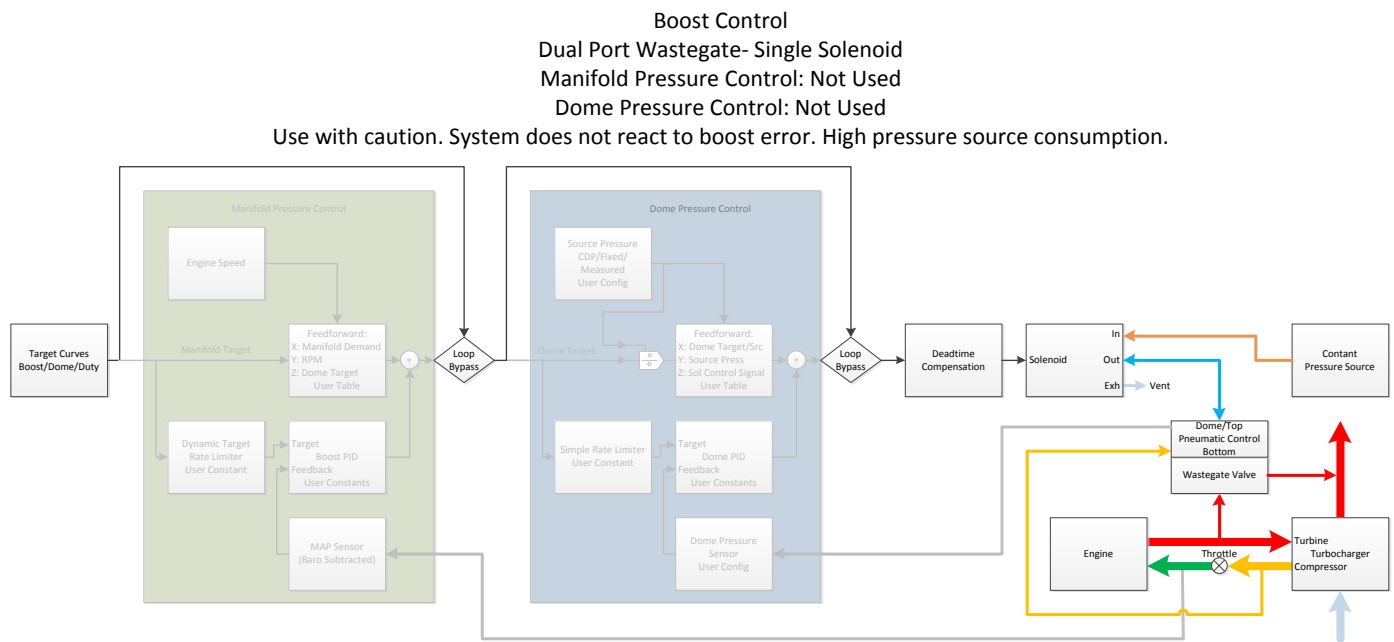 Boost Control
Dual Port Wastegate- Single Solenoid
Manifold Pressure Control: Not Used
Dome Pressure Control: Not Used
Use with caution. System does not react to boost error. High pressure source consumption.
Manifold Pressure Control
Engine Speed
Feedforward:
X: Manifold Demand
Y: RPM
Z: Dome Target
User Table
+
Target Curves
Boost/Dome/Duty
Manifold Target
Dynamic Target
Rate Limiter
User Constant
Target
Boost PID
Feedback
User Constants
MAP Sensor
(Baro Subtracted)
Loop
Bypass
Dome Pressure Control
Source Pressure
CDP/Fixed/
Measured
User Config
Dome Target
÷
Feedforward:
X: Dome Target/Src
Y: Source Press
Z: Sol Control Signal
User Table
+
Simple Rate Limiter
User Constant
Target
Dome PID
Feedback
User Constants
Dome Pressure
Sensor
User Config
Loop
Bypass
Deadtime
Compensation
In
Solenoid
Out
Exh
Vent
Contant
Pressure Source
Dome/Top
Pneumatic Control
Bottom
Wastegate Valve
Engine
Throttle
Turbine
Turbocharger
Compressor